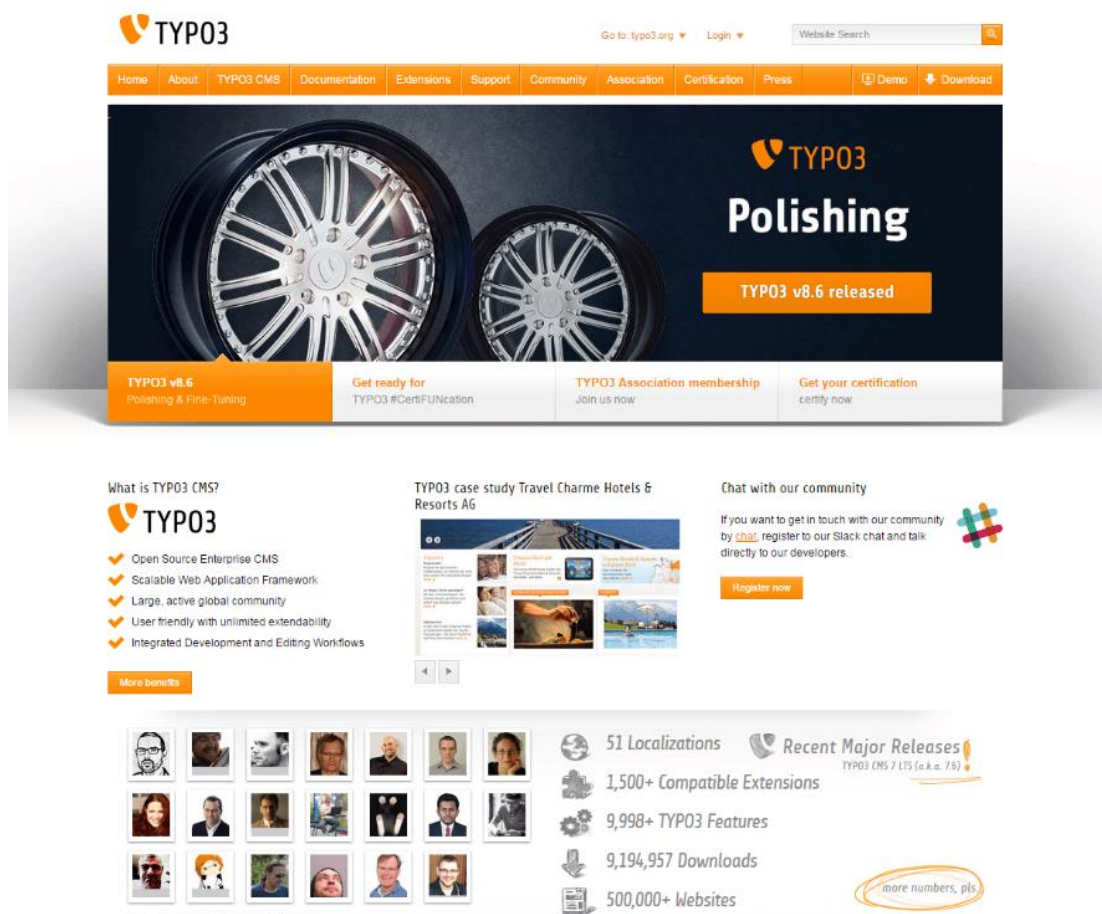 TYPO3
Go to: typo3.org
Login
Website Search
Home
About
TYPO3 CMS
Documentation
Extensions
Support
Community
Association
Certification
Press
Demo
Download
TYPO3
Polishing
TYPO3 v8.6 released
TYPO3 v8.6
Polishing & Fine-Tuning
Get ready for
TYPO3 #CertiFUNcation
TYPO3 Association membership
Join us now
Get your certification
certify now
What is TYPO3 CMS?
TYPO3
Open Source Enterprise CMS
Scalable Web Application Framework
Large, active global community
User friendly with unlimited extendability
Integrated Development and Editing Workflows
More benefits
TYPO3 case study Travel Charme Hotels &
Resorts AG
Chat with our community
If you want to get in touch with our community
by chat, register to our Slack chat and talk
directly to our developers.
Register now
51 Localizations
1,500+ Compatible Extensions
9,998+ TYPO3 Features
9,194,957 Downloads
500,000+ Websites
Recent Major Releases
TYPO3 CMS 7 LTS (a.k.a. 7.6)
more numbers, pls.